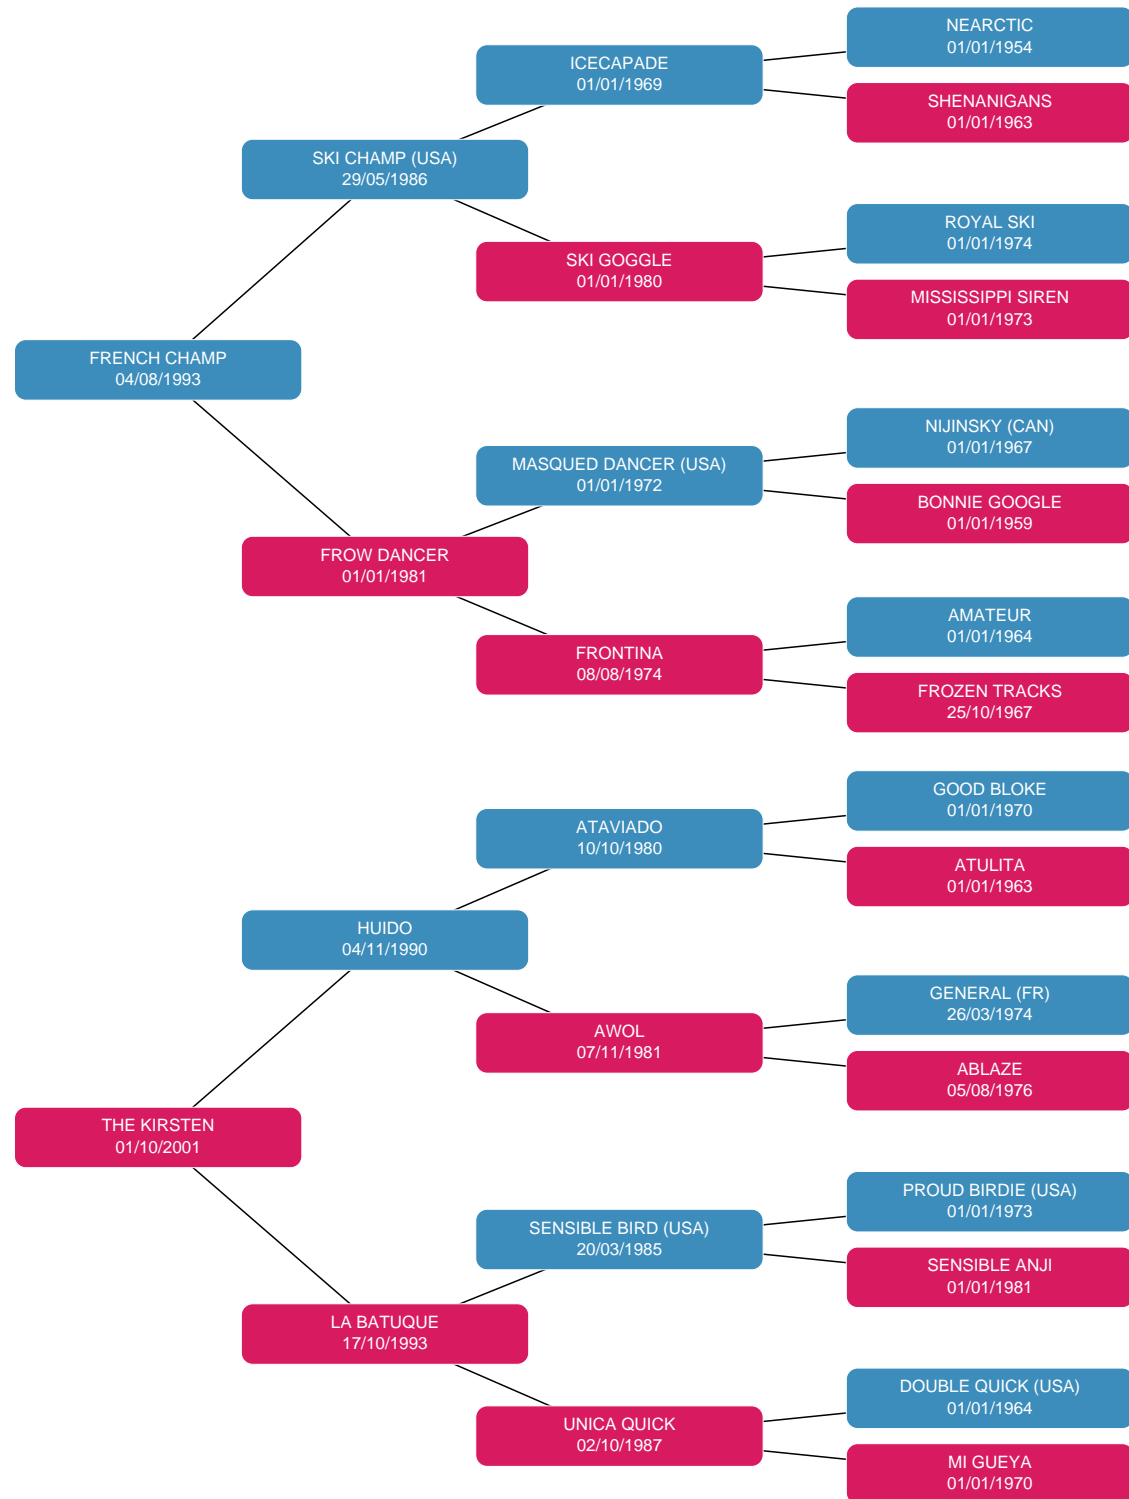 NEARCTIC
01/01/1954
ICECAPADE
01/01/1969
SHENANIGANS
01/01/1963
SKI CHAMP (USA)
29/05/1986
ROYAL SKI
01/01/1974
SKI GOGGLE
01/01/1980
MISSISSIPPI SIREN
01/01/1973
FRENCH CHAMP
04/08/1993
NIJINSKY (CAN)
01/01/1967
MASQUED DANCER (USA)
01/01/1972
BONNIE GOOGLE
01/01/1959
FROW DANCER
01/01/1981
AMATEUR
01/01/1964
FRONTINA
08/08/1974
FROZEN TRACKS
25/10/1967
GOOD BLOKE
01/01/1970
ATAVIADO
10/10/1980
ATULITA
01/01/1963
HUIDO
04/11/1990
GENERAL (FR)
26/03/1974
AWOL
07/11/1981
ABLAZE
05/08/1976
THE KIRSTEN
01/10/2001
PROUD BIRDIE (USA)
01/01/1973
SENSIBLE BIRD (USA)
20/03/1985
SENSIBLE ANJI
01/01/1981
LA BATUQUE
17/10/1993
DOUBLE QUICK (USA)
01/01/1964
UNICA QUICK
02/10/1987
MI GUEYA
01/01/1970